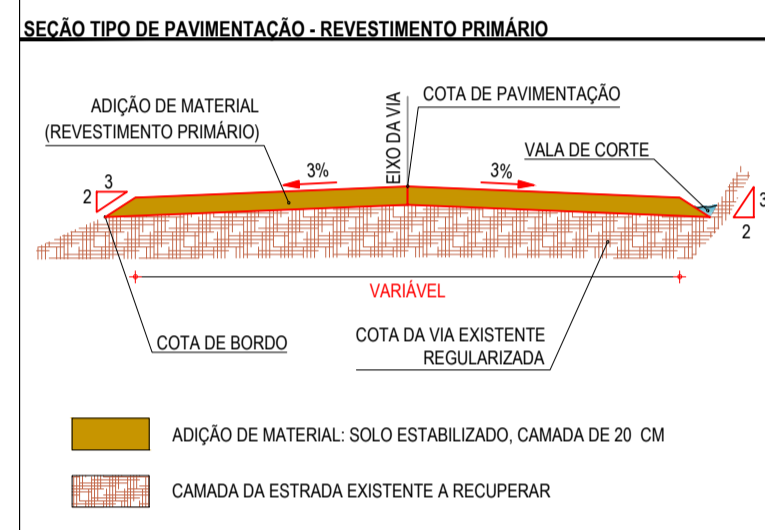 SEÇÃO TIPO DE PAVIMENTAÇÃO - REVESTIMENTO PRIMÁRIO
ADIÇÃO DE MATERIAL
(REVESTIMENTO PRIMÁRIO)
EIXO DA VIA
COTA DE PAVIMENTAÇÃO
VALA DE CORTE
3%
3%
3
2
3
2
VARIÁVEL
COTA DE BORDO
COTA DA VIA EXISTENTE
REGULARIZADA
ADIÇÃO DE MATERIAL: SOLO ESTABILIZADO, CAMADA DE 20 CM
CAMADA DA ESTRADA EXISTENTE A RECUPERAR